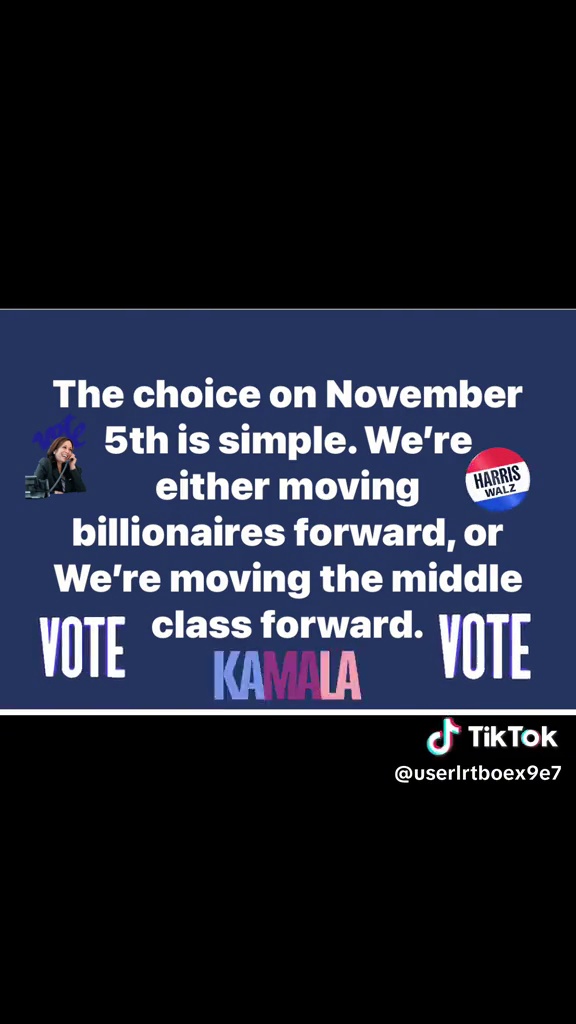 The choice on November
5th is simple. We're
either moving
billionaires forward, or
We're moving the middle
class forward.
vote
HARRIS
WALZ
VOTE
VOTE
KAMALA
TikTok
@userlrtboex9e7